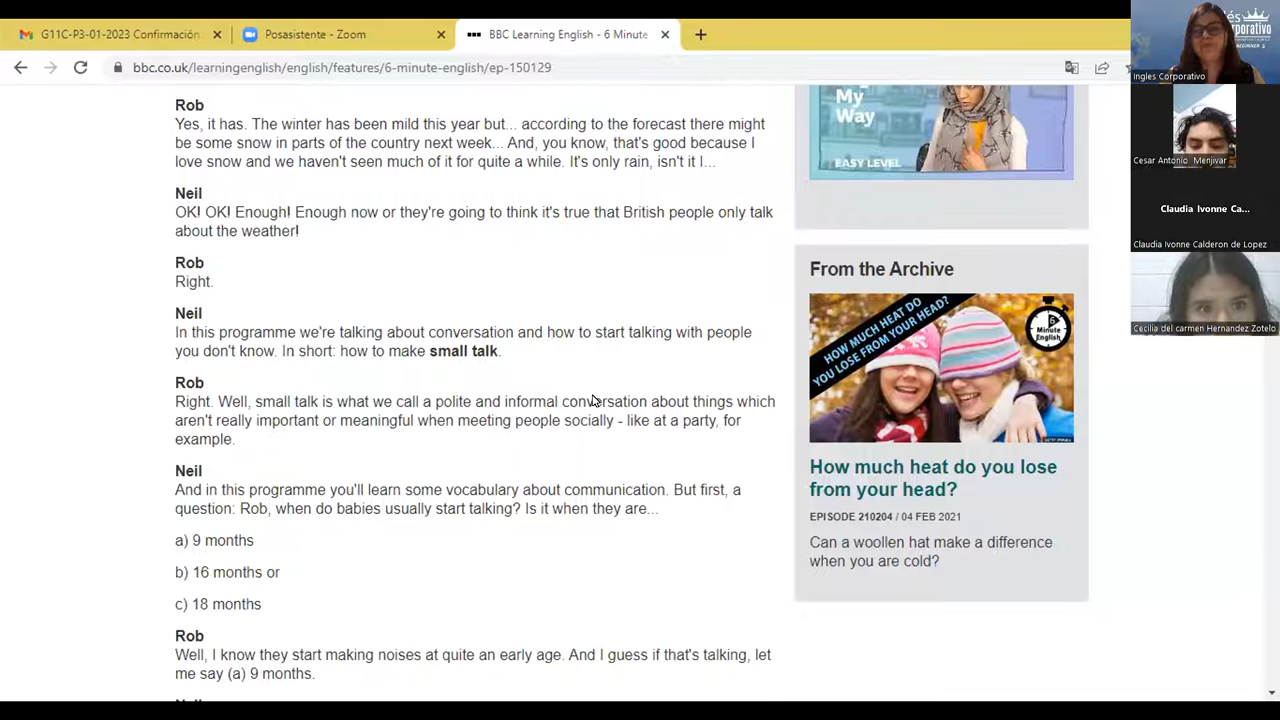 G11C-P3-01-2023 Confirmación
Posasistente - Zoom
BBC Learning English - 6 Minute
bbc.co.uk/learningenglish/english/features/6-minute-english/ep-150129
Rob
Yes, it has. The winter has been mild this year but... according to the forecast there might
be some snow in parts of the country next week... And, you know, that's good because I
love snow and we haven't seen much of it for quite a while. It's only rain, isn't it I...
Neil
OK! OK! Enough! Enough now or they're going to think it's true that British people only talk
about the weather!
Rob
Right.
Neil
In this programme we're talking about conversation and how to start talking with people
you don't know. In short: how to make small talk.
Rob
Right. Well, small talk is what we call a polite and informal conversation about things which
aren't really important or meaningful when meeting people socially - like at a party, for
example.
Neil
And in this programme you'll learn some vocabulary about communication. But first, a
question: Rob, when do babies usually start talking? Is it when they are...
a) 9 months
b) 16 months or
c) 18 months
Rob
Well, I know they start making noises at quite an early age. And I guess if that's talking, let
me say (a) 9 months.
My
Way
EASY LEVEL
From the Archive
HOW MUCH HEAT DO
YOU LOSE FROM YOUR HEAD?
6
Minute
English
How much heat do you lose
from your head?
EPISODE 210204 / 04 FEB 2021
Can a woollen hat make a difference
when you are cold?
Ingles Corporativo
Cesar Antonio Menjivar
Claudia Ivonne Ca...
Claudia Ivonne Calderon de Lopez
Cecilia del carmen Hernandez Zotelo